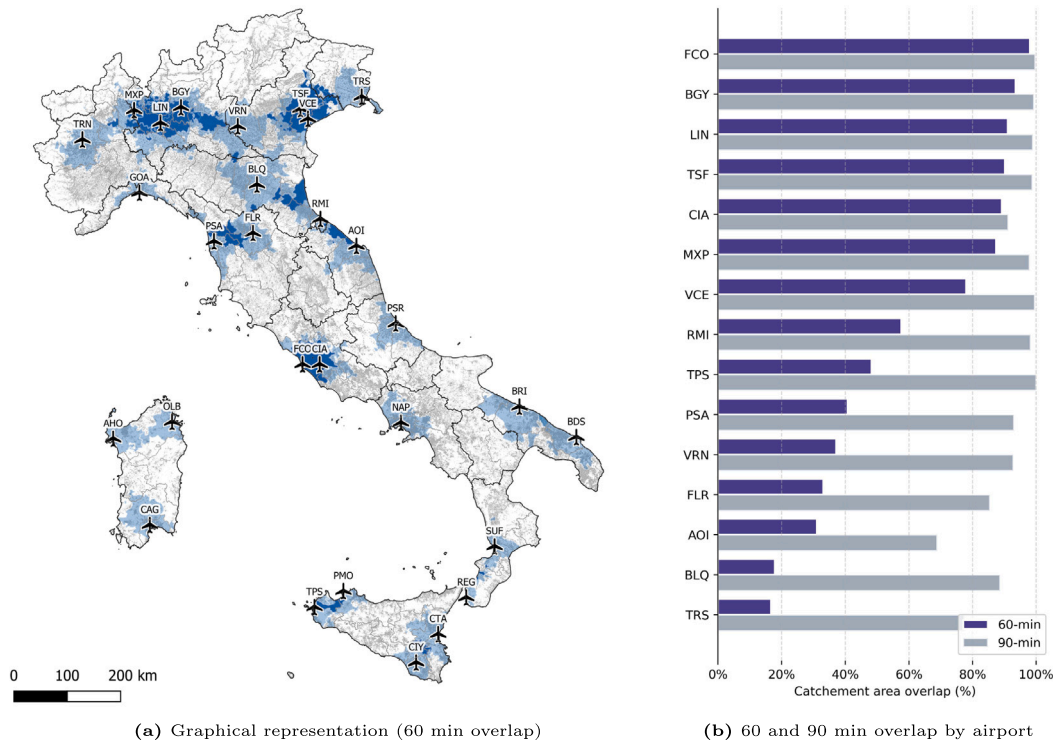 MXP
BGY
LIN
TRN
VRN
TSF
VCE
TRS
GOA
BLQ
PSA
FLR
RMI
AOI
PSR
FCO
CIA
NAP
BRI
BDS
AHO
OLB
CAG
SUF
REG
PMO
TPS
CTA
CIY
0 100 200 km
(a) Graphical representation (60 min overlap)
FCO
BGY
LIN
TSF
CIA
MXP
VCE
RMI
TPS
PSA
VRN
FLR
AOI
BLQ
TRS
60-min
90-min
0% 20% 40% 60% 80% 100%
Catchement area overlap (%)
(b) 60 and 90 min overlap by airport